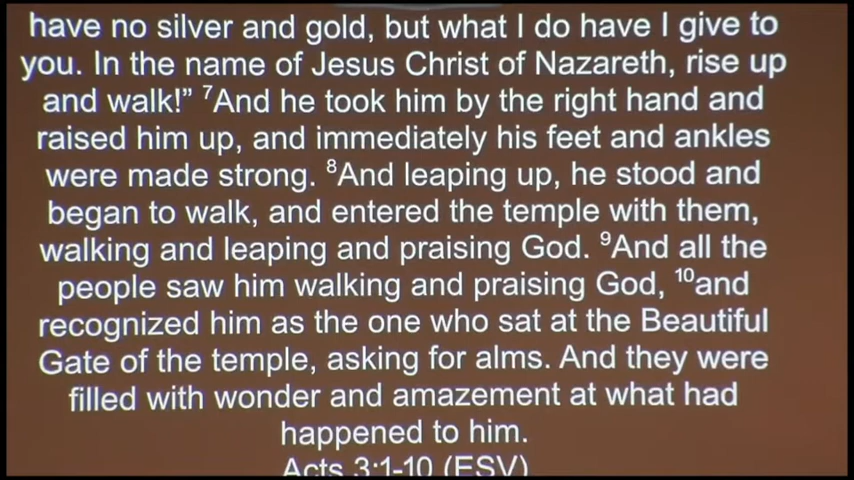 have no silver and gold, but what I do have I give to
you. In the name of Jesus Christ of Nazareth, rise up
and walk!” ⁷And he took him by the right hand and
raised him up, and immediately his feet and ankles
were made strong. ⁸And leaping up, he stood and
began to walk, and entered the temple with them,
walking and leaping and praising God. ⁹And all the
people saw him walking and praising God, ¹⁰and
recognized him as the one who sat at the Beautiful
Gate of the temple, asking for alms. And they were
filled with wonder and amazement at what had
happened to him.
Acts 3:1-10 (ESV)